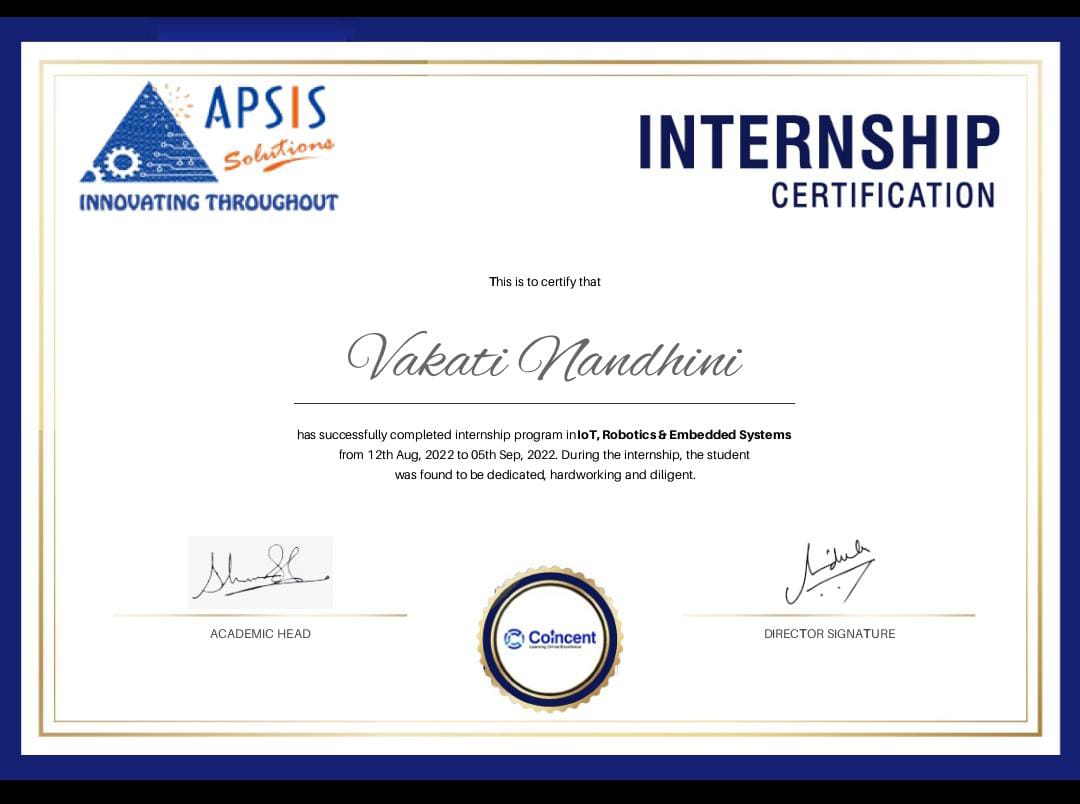 APSIS
Solutions
INNOVATING THROUGHOUT
INTERNSHIP
CERTIFICATION
This is to certify that
Vakati Nandhini
has successfully completed internship program in IoT, Robotics & Embedded Systems
from 12th Aug, 2022 to 05th Sep, 2022. During the internship, the student
was found to be dedicated, hardworking and diligent.
ACADEMIC HEAD
DIRECTOR SIGNATURE
Coincent
Learning Drives Excellence